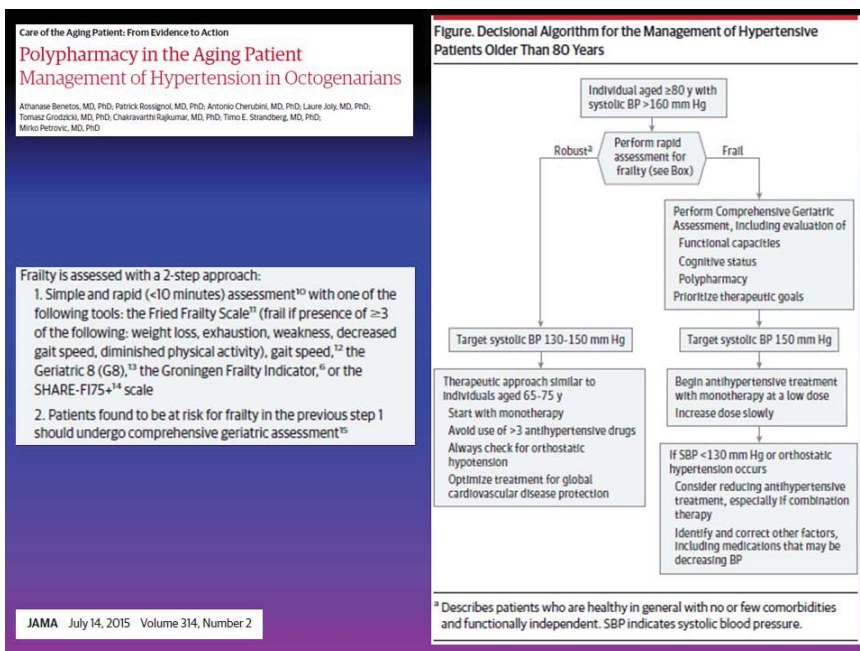 Care of the Aging Patient: From Evidence to Action
Polypharmacy in the Aging Patient
Management of Hypertension in Octogenarians
Athanase Benetos, MD, PhD; Patrick Rossignol, MD, PhD; Antonio Cherubini, MD, PhD; Laure Joly, MD, PhD;
Tomasz Grodzicki, MD, PhD; Chakravarthi Rajkumar, MD, PhD; Timo E. Strandberg, MD, PhD;
Mirko Petrovic, MD, PhD
Frailty is assessed with a 2-step approach:
1. Simple and rapid (<10 minutes) assessment¹⁰ with one of the
following tools: the Fried Frailty Scale¹¹ (frail if presence of ≥3
of the following: weight loss, exhaustion, weakness, decreased
gait speed, diminished physical activity), gait speed,¹² the
Geriatric 8 (G8),¹³ the Groningen Frailty Indicator,⁶ or the
SHARE-FI75+¹⁴ scale
2. Patients found to be at risk for frailty in the previous step 1
should undergo comprehensive geriatric assessment¹⁵
JAMA July 14, 2015 Volume 314, Number 2
Figure. Decisional Algorithm for the Management of Hypertensive
Patients Older Than 80 Years
Individual aged ≥80 y with
systolic BP >160 mm Hg
Perform rapid
assessment for
frailty (see Box)
Robustᵃ
Frail
Perform Comprehensive Geriatric
Assessment, including evaluation of
Functional capacities
Cognitive status
Polypharmacy
Prioritize therapeutic goals
Target systolic BP 130-150 mm Hg
Target systolic BP 150 mm Hg
Therapeutic approach similar to
individuals aged 65-75 y
Start with monotherapy
Avoid use of >3 antihypertensive drugs
Always check for orthostatic
hypotension
Optimize treatment for global
cardiovascular disease protection
Begin antihypertensive treatment
with monotherapy at a low dose
Increase dose slowly
If SBP <130 mm Hg or orthostatic
hypertension occurs
Consider reducing antihypertensive
treatment, especially if combination
therapy
Identify and correct other factors,
including medications that may be
decreasing BP
ᵃ Describes patients who are healthy in general with no or few comorbidities
and functionally independent. SBP indicates systolic blood pressure.